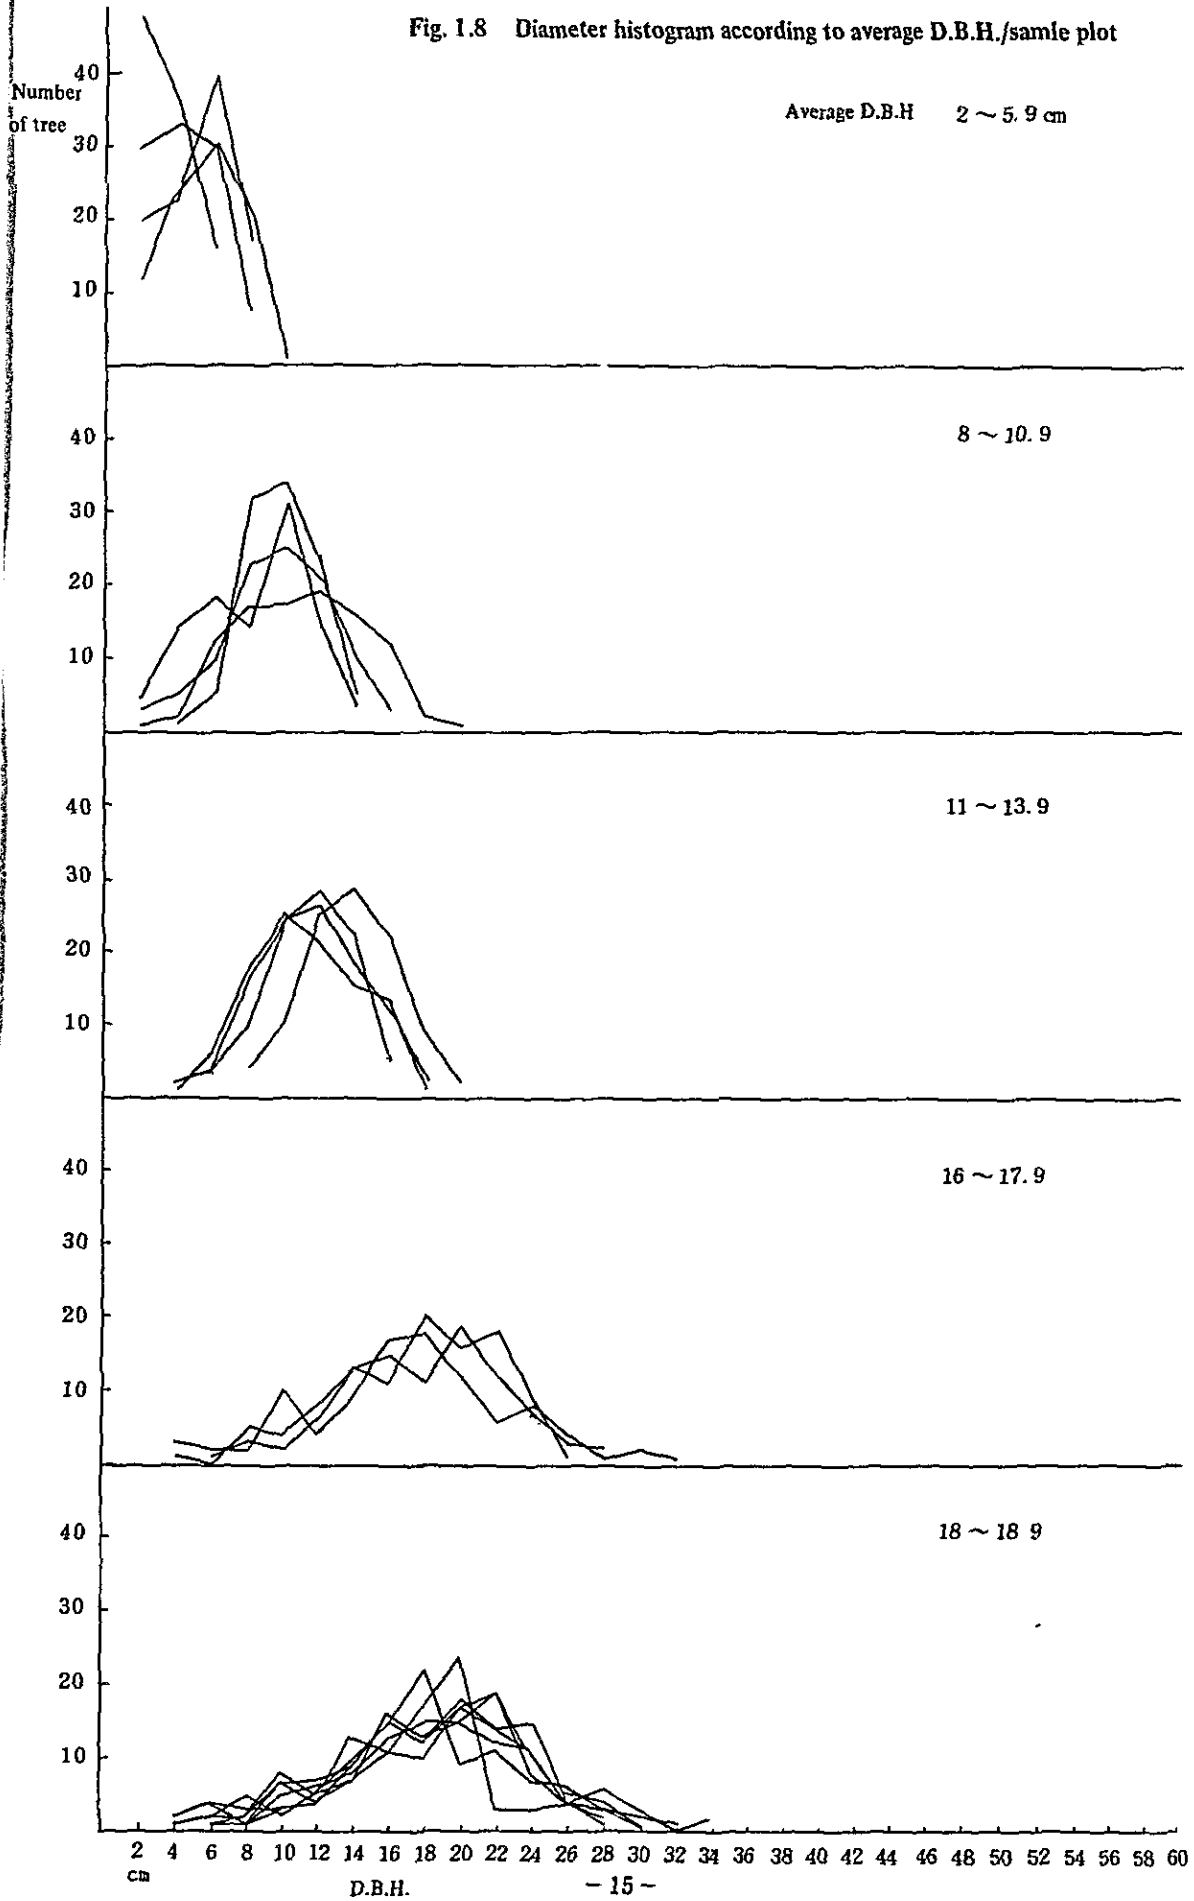 Fig. 1.8 Diameter histogram according to average D.B.H./samle plot
Number
of tree
Average D.B.H 2 ~ 5.9 cm
40
30
20
10
8 ~ 10.9
40
30
20
10
11 ~ 13.9
40
30
20
10
16 ~ 17.9
40
30
20
10
18 ~ 18 9
40
30
20
10
2 4 6 8 10 12 14 16 18 20 22 24 26 28 30 32 34 36 38 40 42 44 46 48 50 52 54 56 58 60
cm
D.B.H.
- 15 -